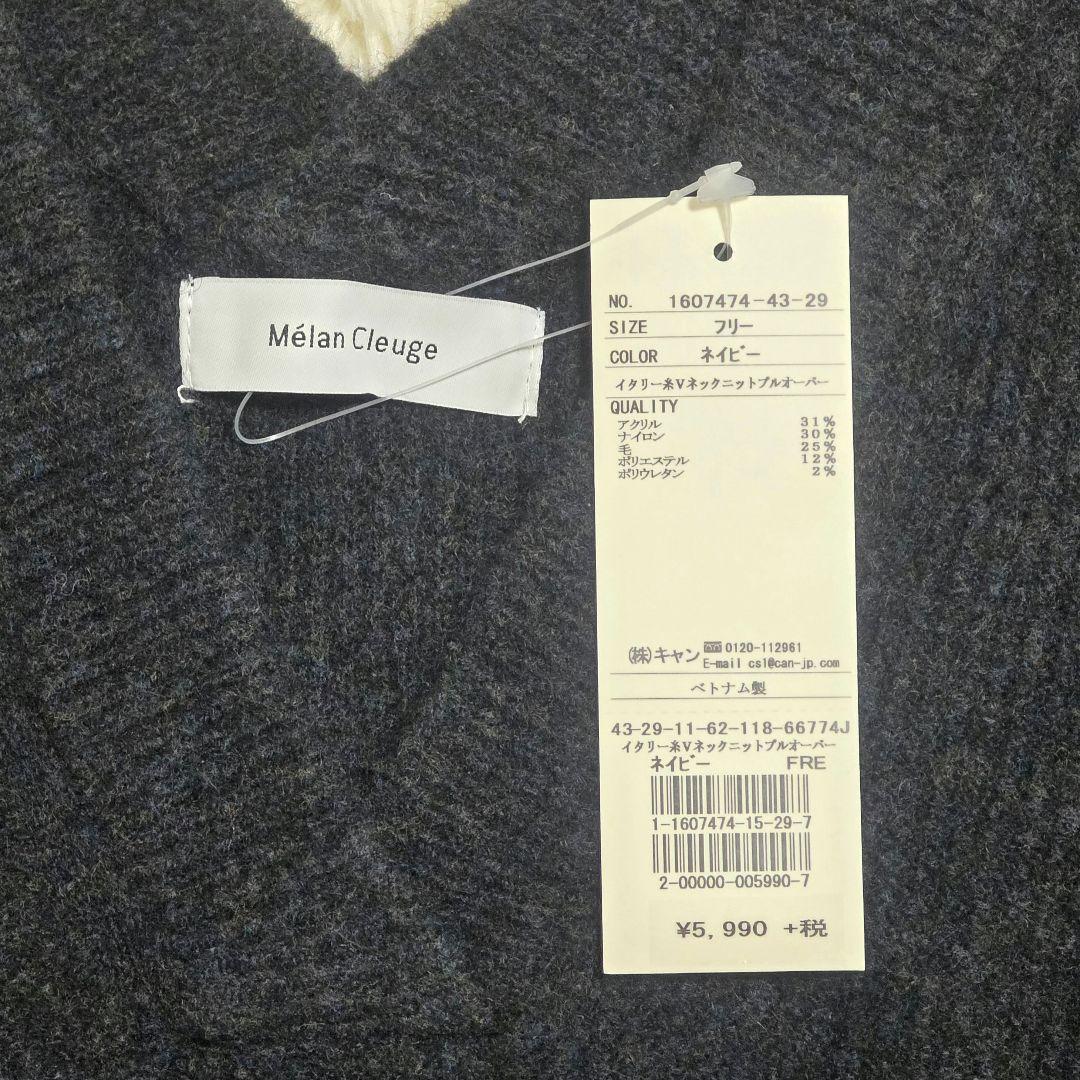 Mélan Cleuge
NO. 1607474-43-29
SIZE フリー
COLOR ネイビー
イタリー糸Vネックニットプルオーバー
QUALITY
アクリル 31%
ナイロン 30%
毛 25%
ポリエステル 12%
ポリウレタン 2%
(株)キャン 0120-112961
E-mail csl@can-jp.com
ベトナム製
43-29-11-62-118-66774J
イタリー糸Vネックニットプルオーバー
ネイビー FRE
1-1607474-15-29-7
2-00000-005990-7
¥5,990 +税